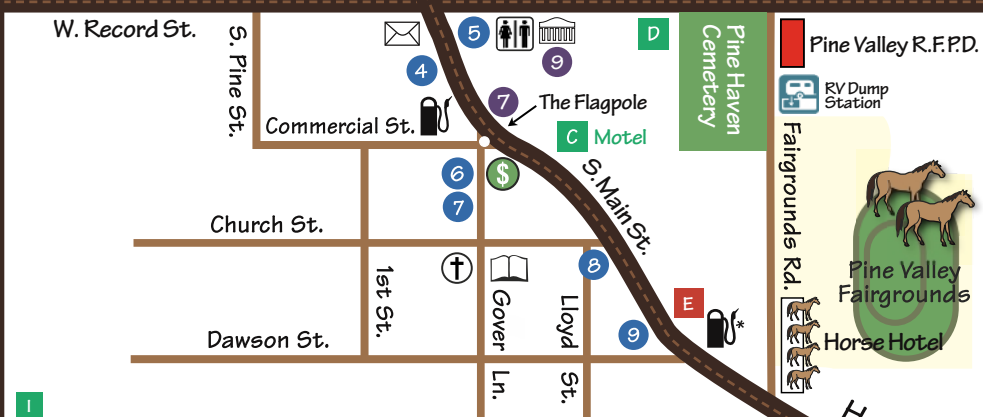 W. Record St.
S. Pine St.
5
9
D
Pine Haven
Cemetery
Pine Valley R.F.P.D.
4
7
The Flagpole
RV Dump
Station
Commercial St.
C
Motel
$
6
7
S. Main St.
Fairgrounds Rd.
Church St.
8
1st St.
Gover
Ln.
Lloyd
St.
Pine Valley
Fairgrounds
E
*
9
Dawson St.
Horse Hotel
I
H